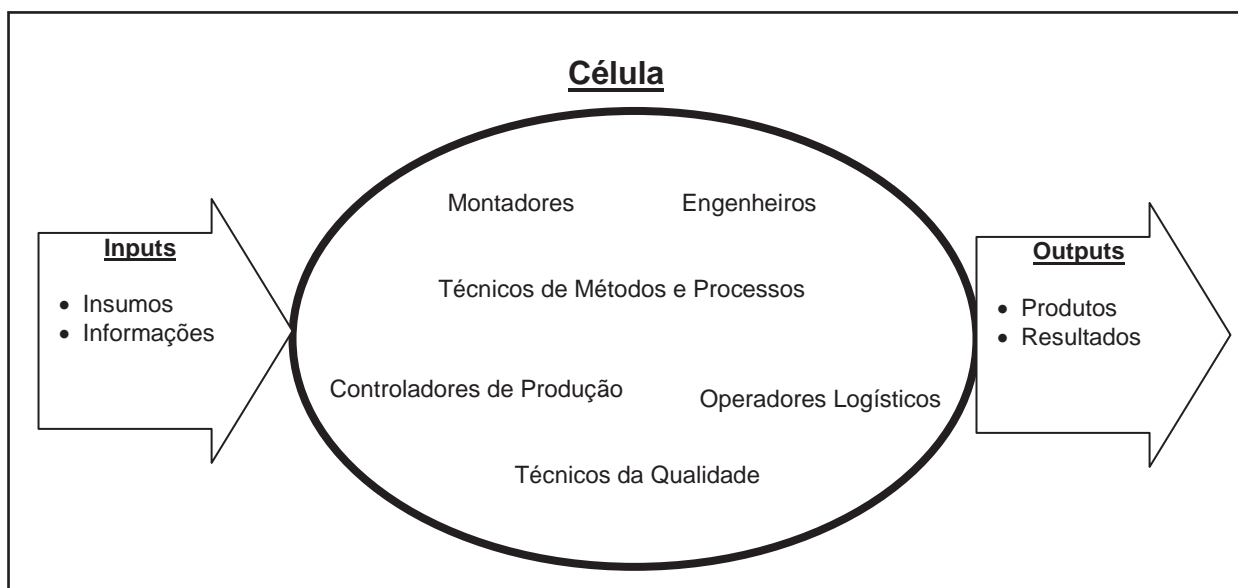 Célula
Montadores
Engenheiros
Inputs
• Insumos
• Informações
Técnicos de Métodos e Processos
Controladores de Produção
Operadores Logísticos
Técnicos da Qualidade
Outputs
• Produtos
• Resultados